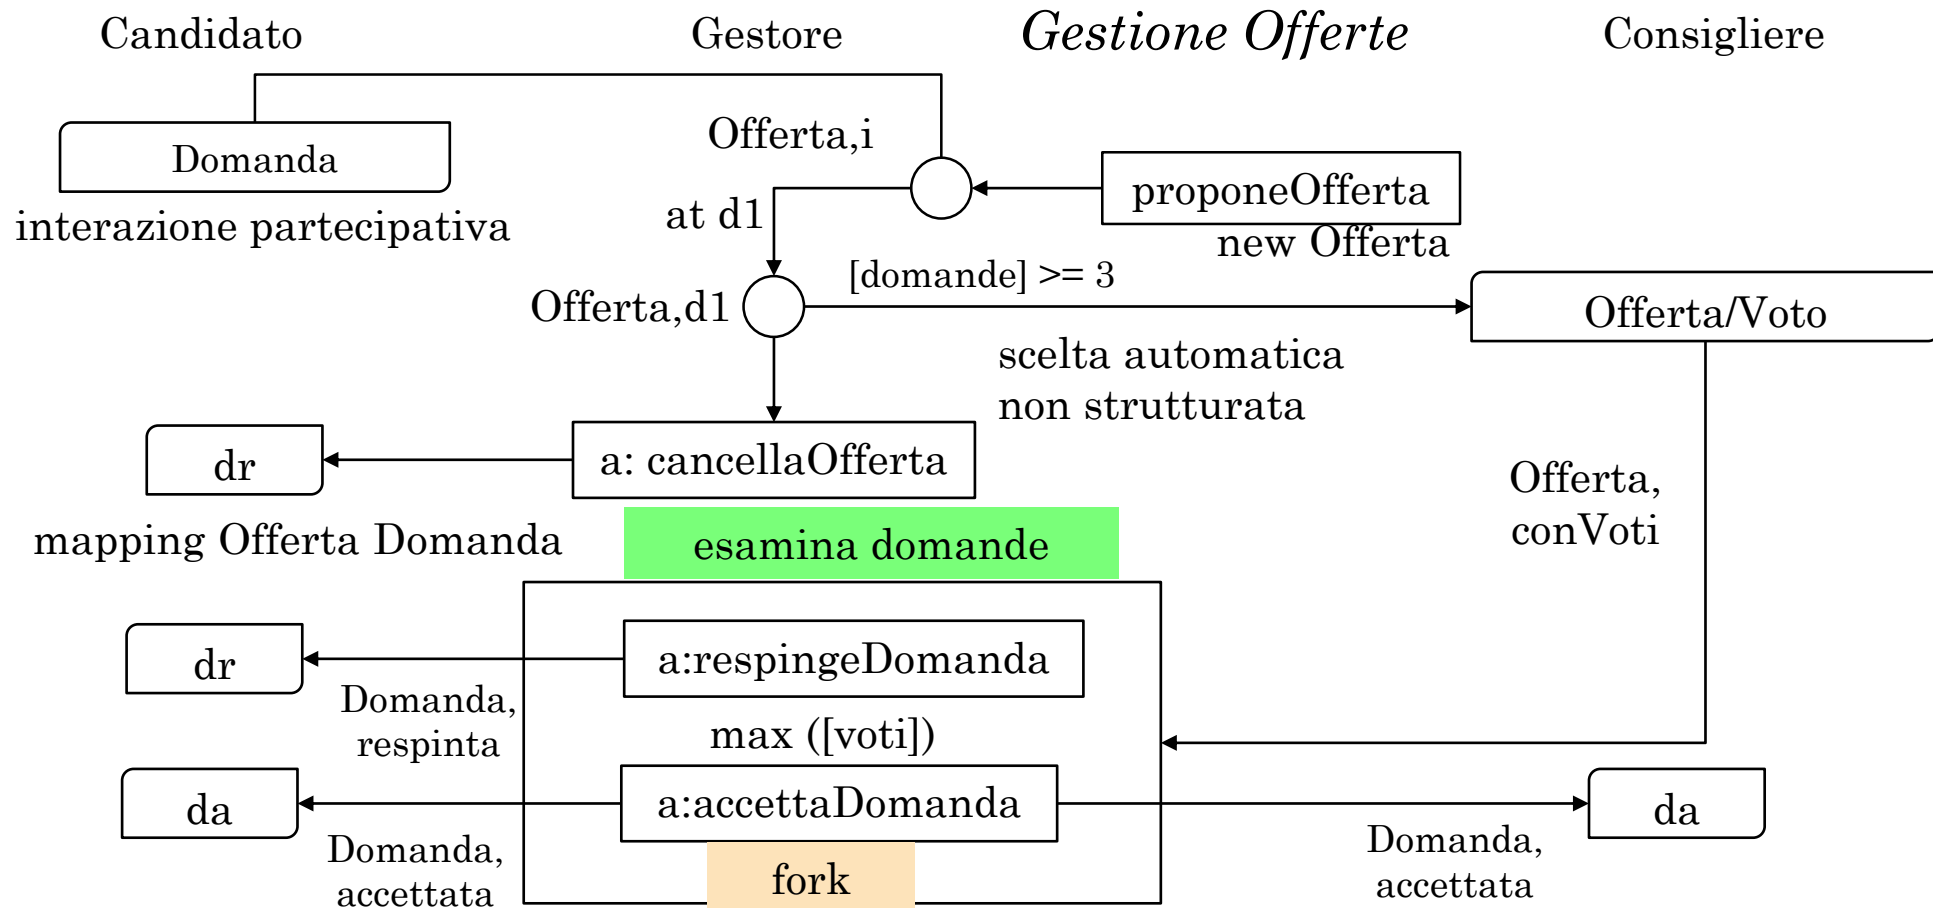 Candidato
Gestore
Gestione Offerte
Consigliere
Domanda
Offerta,i
proponeOfferta
interazione partecipativa
at d1
new Offerta
[domande] >= 3
Offerta,d1
Offerta/Voto
scelta automatica
non strutturata
dr
a: cancellaOfferta
Offerta,
conVoti
mapping Offerta Domanda
esamina domande
dr
a:respingeDomanda
Domanda,
respinta
max ([voti])
da
a:accettaDomanda
da
Domanda,
accettata
fork
Domanda,
accettata